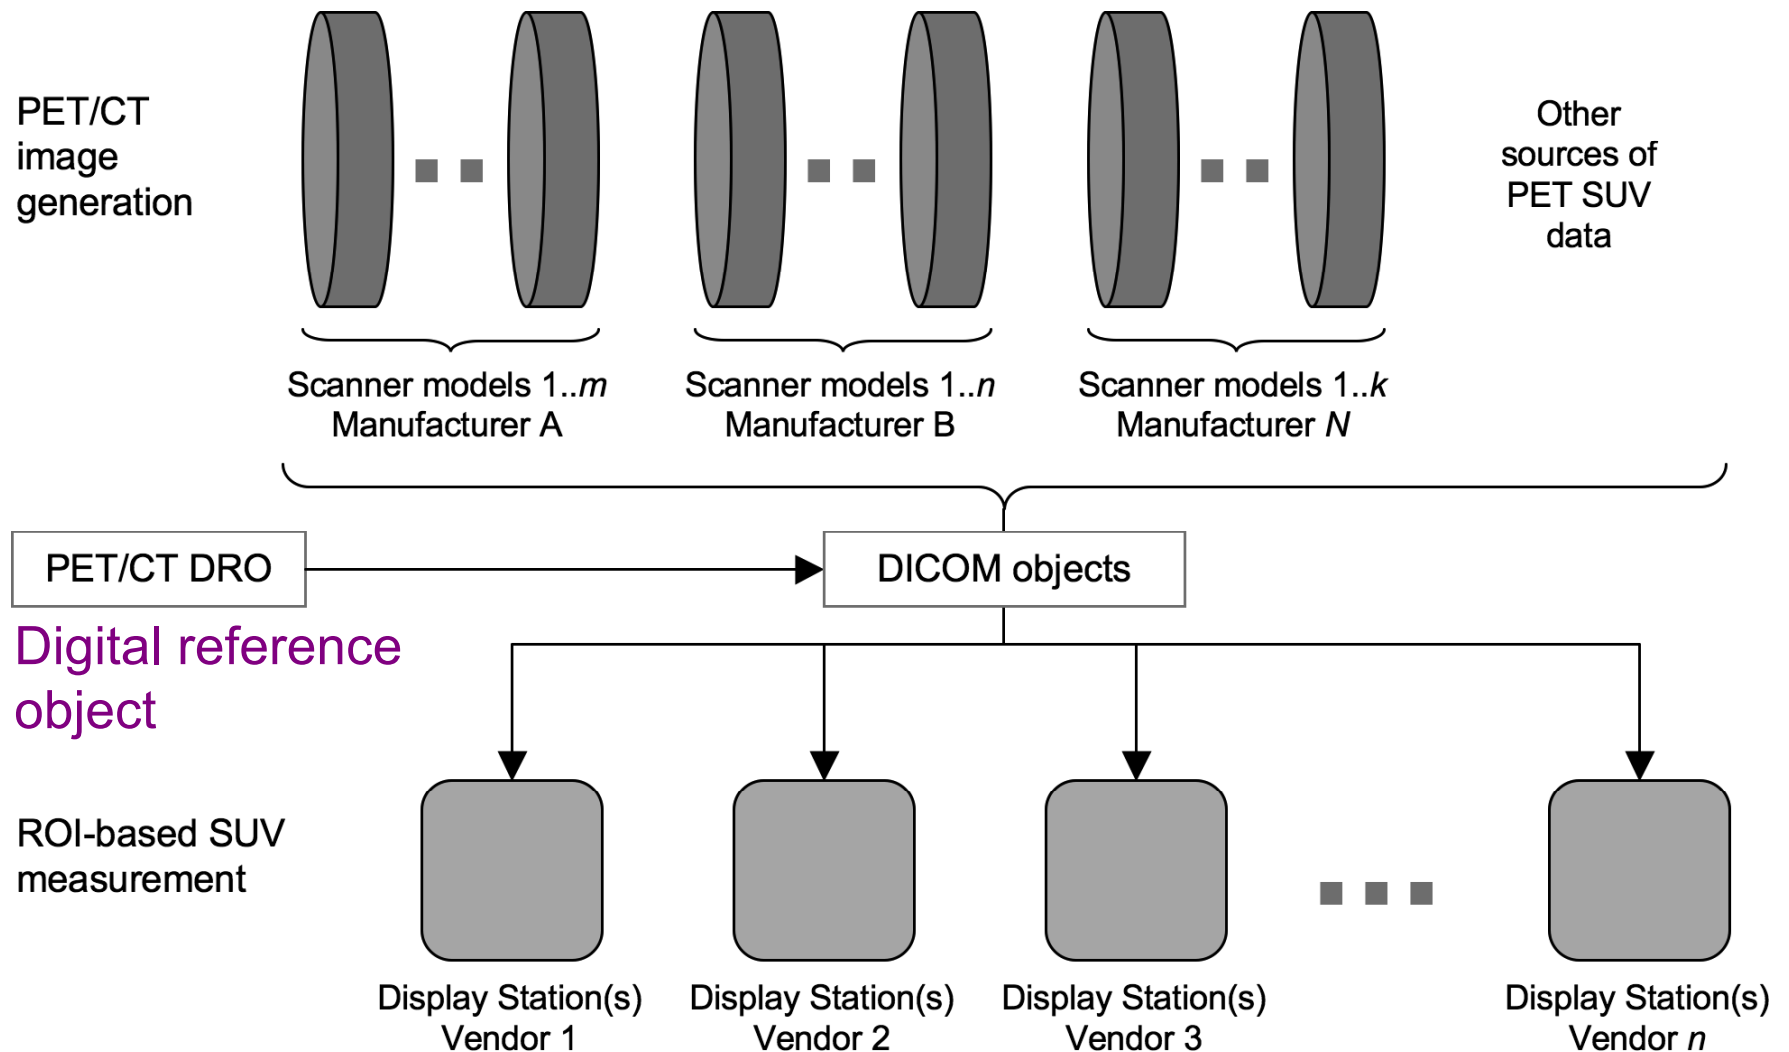 PET/CT
image
generation
Other
sources of
PET SUV
data
Scanner models 1..m
Manufacturer A
Scanner models 1..n
Manufacturer B
Scanner models 1..k
Manufacturer N
PET/CT DRO
DICOM objects
Digital reference
object
ROI-based SUV
measurement
Display Station(s)
Vendor 1
Display Station(s)
Vendor 2
Display Station(s)
Vendor 3
Display Station(s)
Vendor n